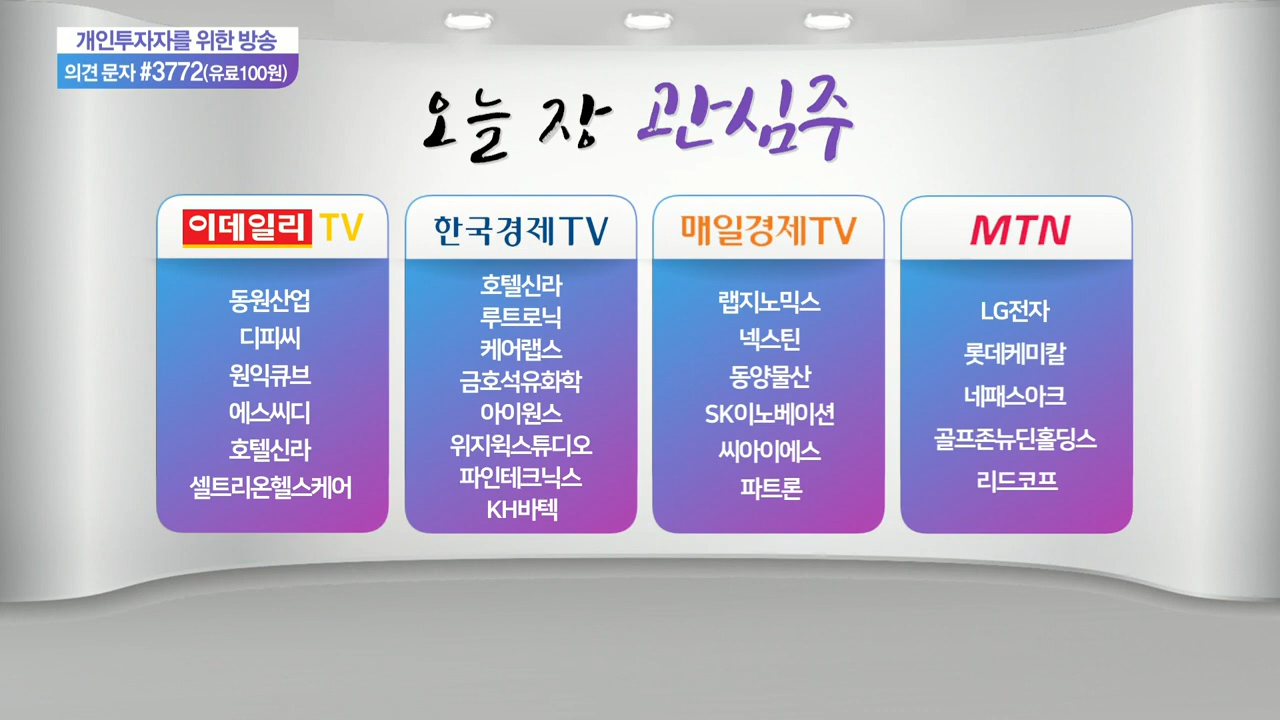 개인투자자를 위한 방송
의견 문자 #3772(유료100원)
오늘 장 관심주
이데일리 TV
동원산업
디피씨
원익큐브
에스씨디
호텔신라
셀트리온헬스케어
한국경제TV
호텔신라
루트로닉
케어랩스
금호석유화학
아이원스
위지윅스튜디오
파인테크닉스
KH바텍
매일경제TV
랩지노믹스
넥스틴
동양물산
SK이노베이션
씨아이에스
파트론
MTN
LG전자
롯데케미칼
네패스아크
골프존뉴딘홀딩스
리드코프